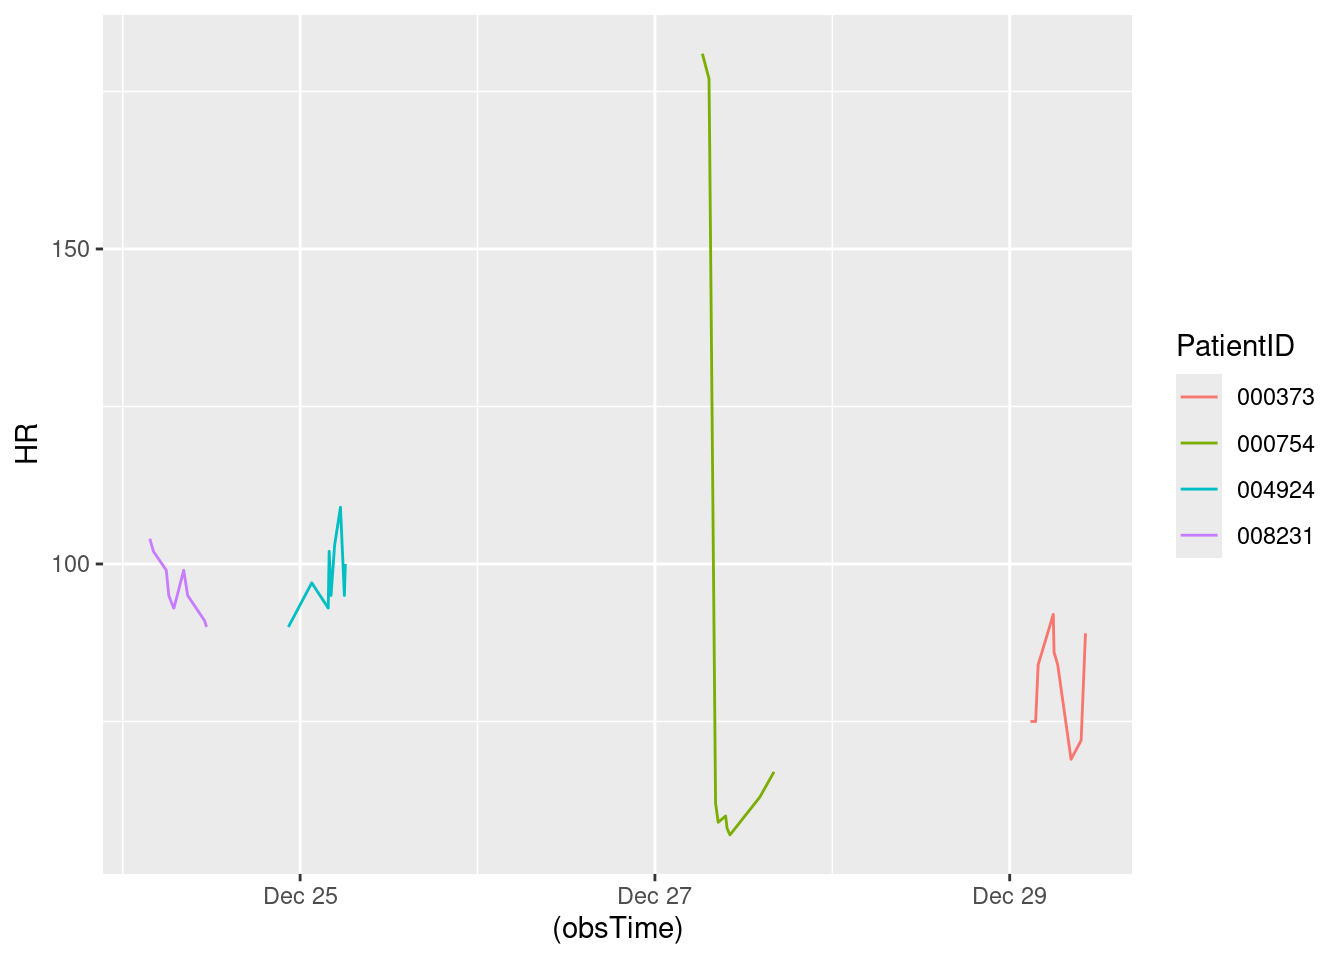 HR
150
100
Dec 25
Dec 27
Dec 29
(obsTime)
PatientID
000373
000754
004924
008231